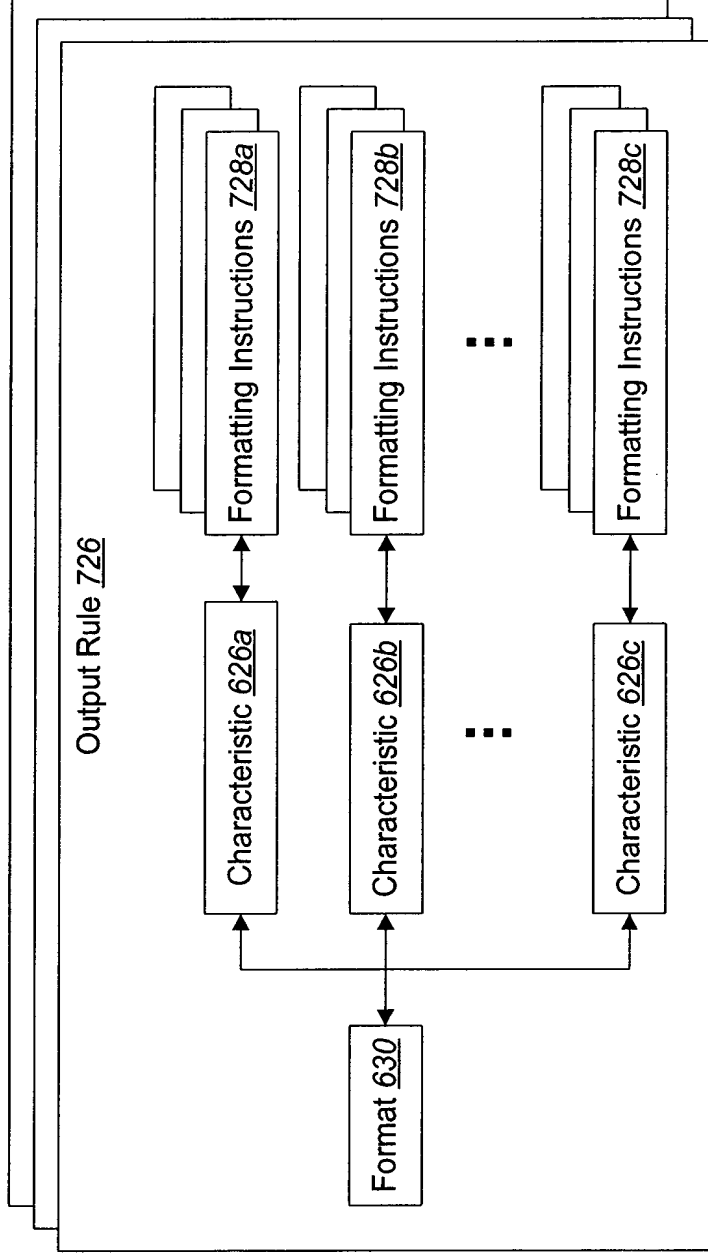 Output Rule 726
Format 630
Characteristic 626a
Formatting Instructions 728a
Characteristic 626b
Formatting Instructions 728b
Characteristic 626c
Formatting Instructions 728c